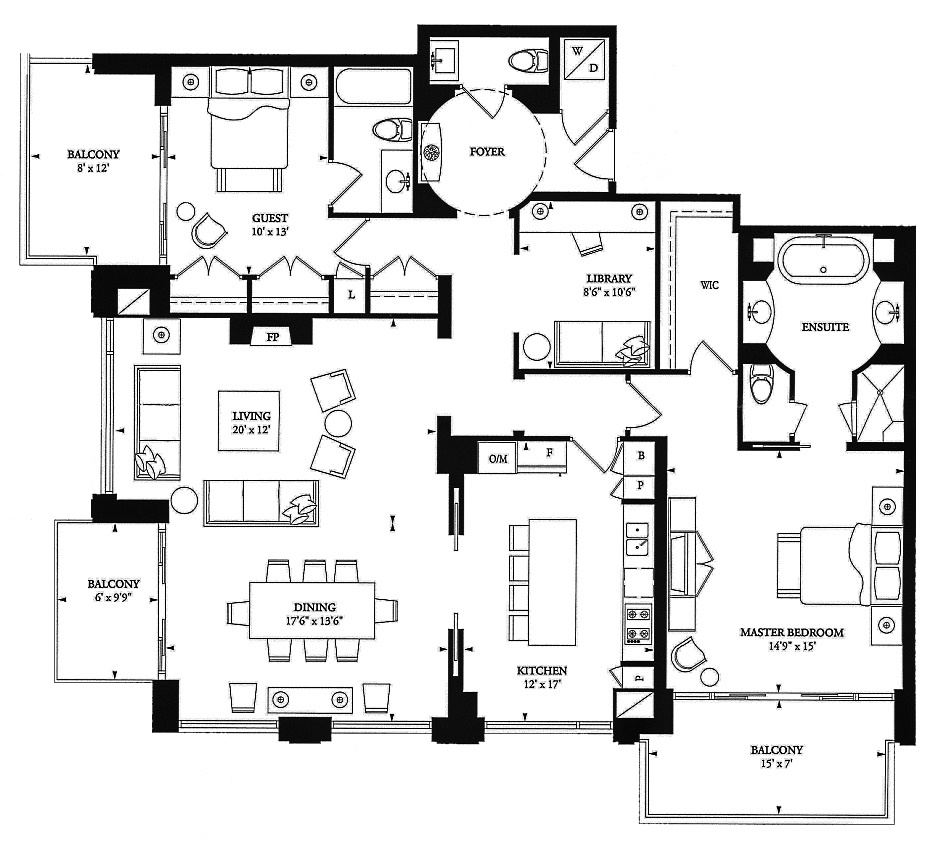 W
D
BALCONY
8' x 12'
FOYER
GUEST
10' x 13'
LIBRARY
8'6" x 10'6"
WIC
ENSUITE
L
FP
LIVING
20' x 12'
O/M
F
B
P
BALCONY
6' x 9'9"
DINING
17'6" x 13'6"
MASTER BEDROOM
14'9" x 15'
KITCHEN
12' x 17'
P
BALCONY
15' x 7'